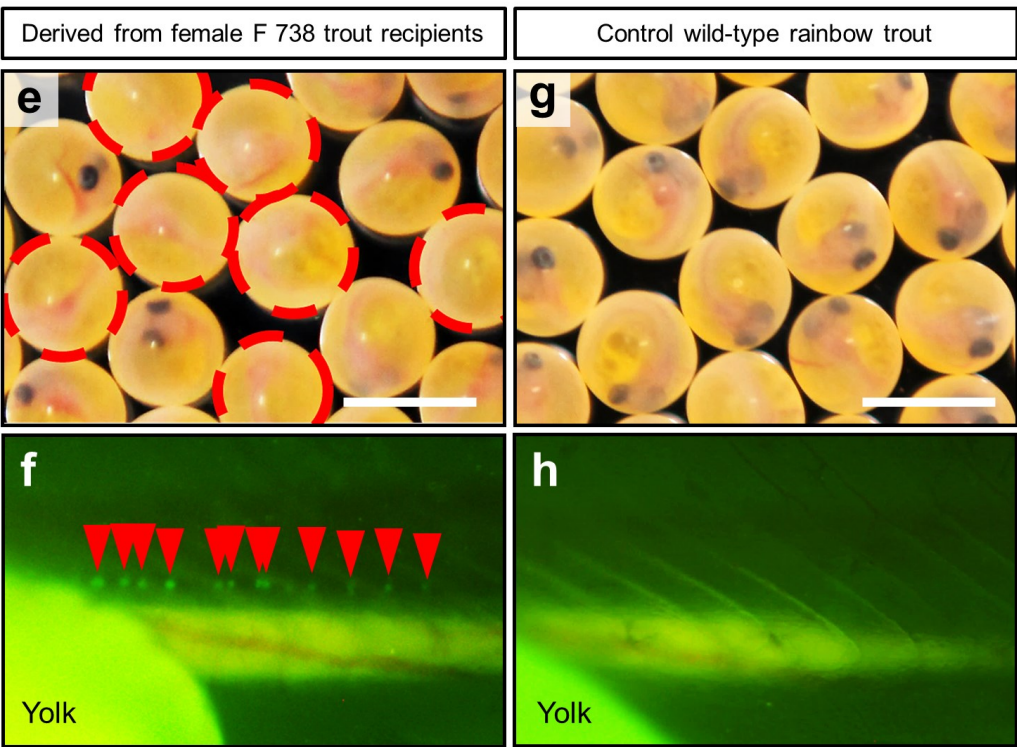 Derived from female F 738 trout recipients
Control wild-type rainbow trout
e
g
f
h
Yolk
Yolk